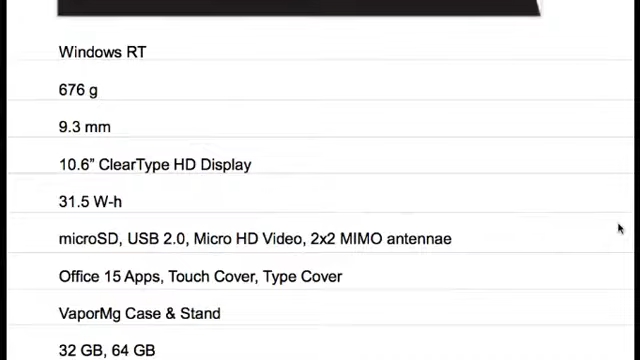 Windows RT
676 g
9.3 mm
10.6” ClearType HD Display
31.5 W-h
microSD, USB 2.0, Micro HD Video, 2x2 MIMO antennae
Office 15 Apps, Touch Cover, Type Cover
VaporMg Case & Stand
32 GB, 64 GB